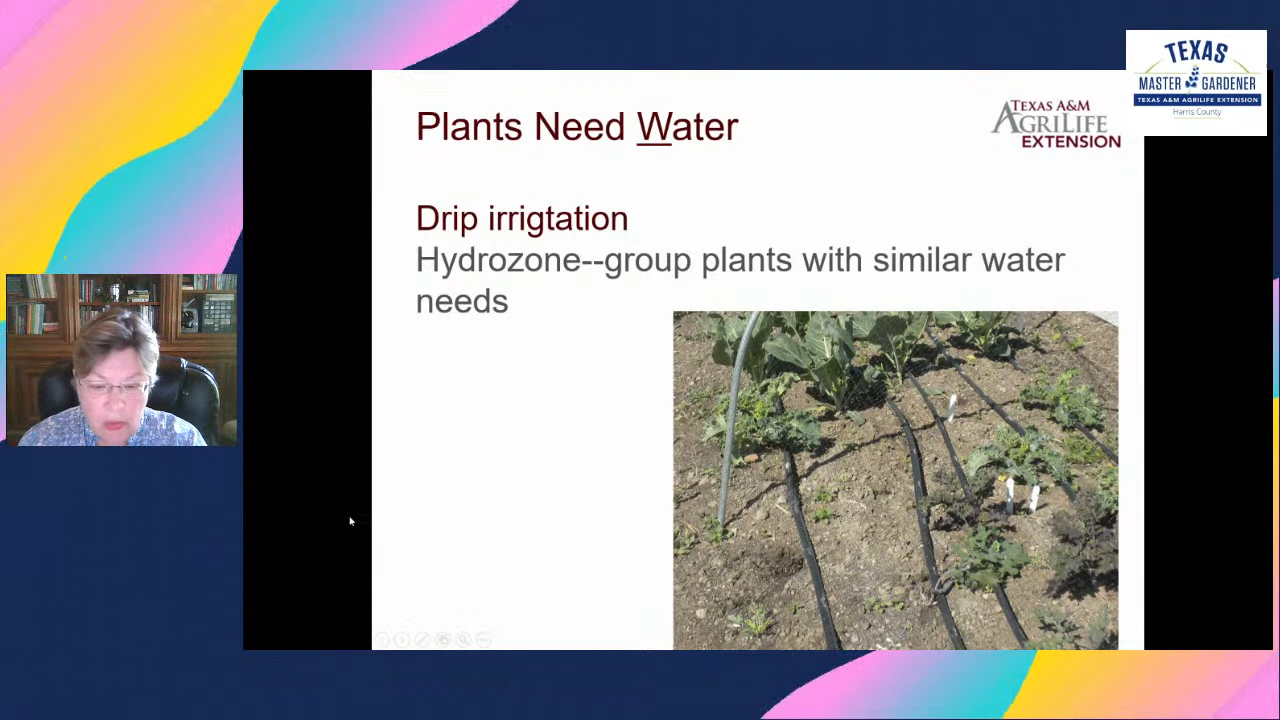 TEXAS
MASTER GARDENER
TEXAS A&M AGRILIFE EXTENSION
Harris County
Plants Need Water
TEXAS A&M
AGRILIFE
EXTENSION
Drip irrigtation
Hydrozone--group plants with similar water
needs